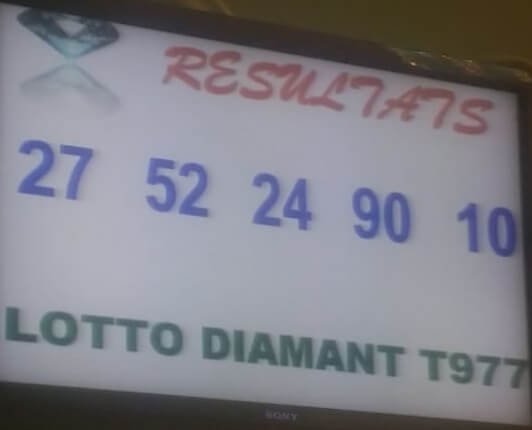 RESULTATS
27 52 24 90 10
LOTTO DIAMANT T977
SONY